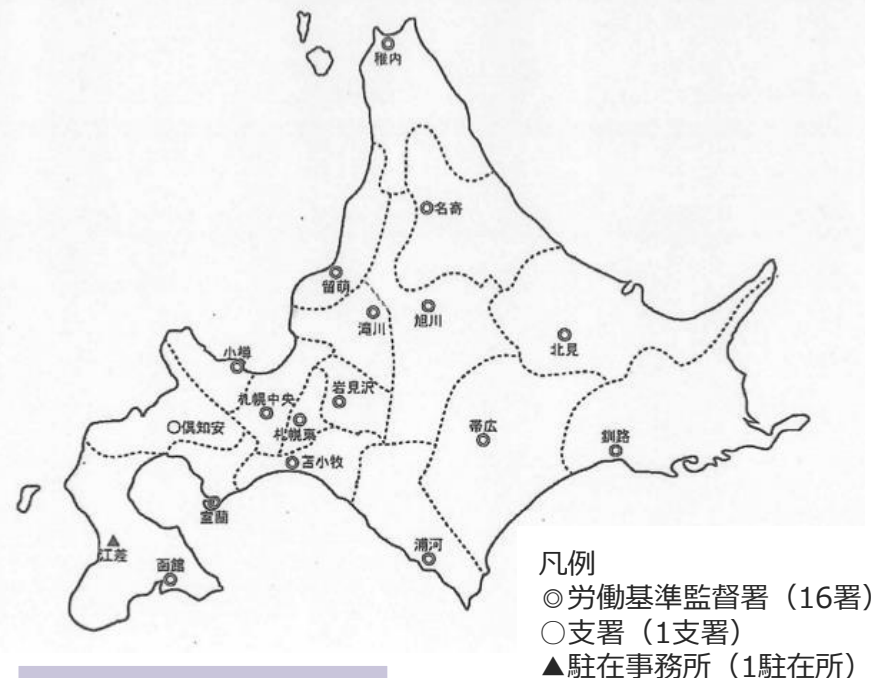 稚内
◎名寄
留萌
滝川
旭川
北見
小樽
岩見沢
札幌中央
札幌東
○倶知安
帯広
釧路
◎苫小牧
室蘭
浦河
▲
江差
函館
凡例
◎労働基準監督署（16署）
○支署（1支署）
▲駐在事務所（1駐在所）